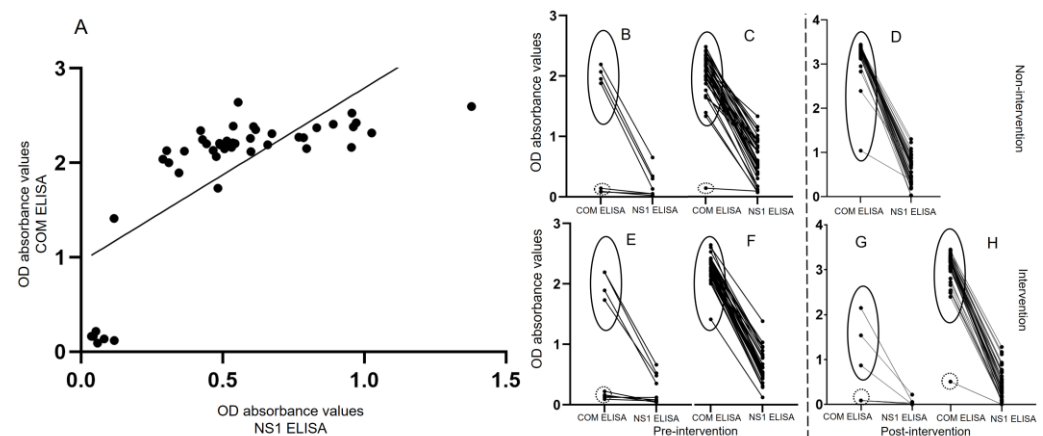 A
OD absorbance values
COM ELISA
3
2
1
0
0.0
0.5
1.0
1.5
OD absorbance values
NS1 ELISA
OD absorbance values
3
2
1
0
B
COM ELISA
NS1 ELISA
C
COM ELISA
NS1 ELISA
4
3
2
1
0
D
COM ELISA
NS1 ELISA
Non-intervention
OD absorbance values
3
2
1
0
E
COM ELISA
NS1 ELISA
F
COM ELISA
NS1 ELISA
Pre-intervention
4
3
2
1
0
G
COM ELISA
NS1 ELISA
H
COM ELISA
NS1 ELISA
Post-intervention
Intervention